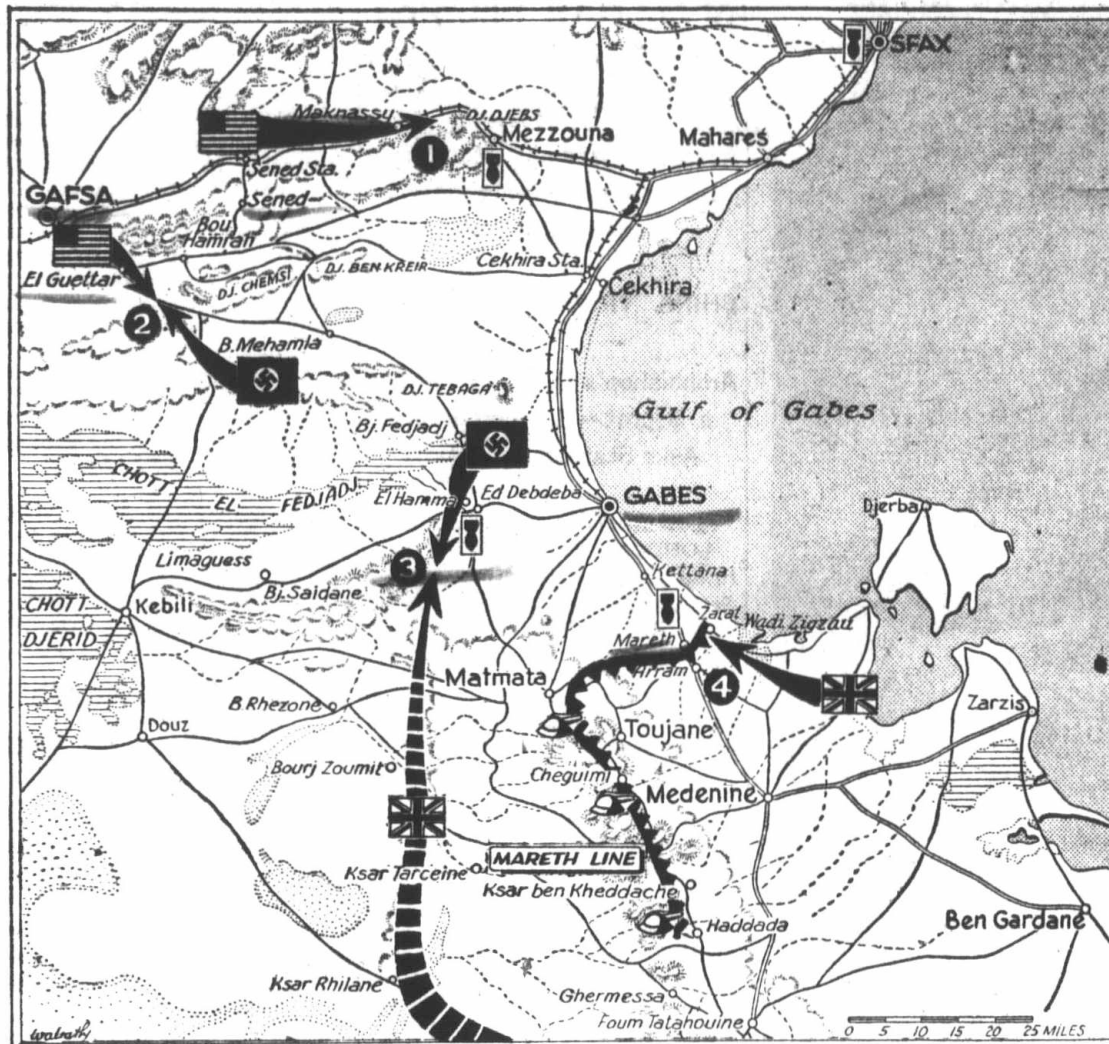 SFAX
Maknassy
DJ. DJEBS
Mezzouna
Mahares
1
Sened Sta.
GAFSA
Sened
Bou
Hamran
El Guettar
DJ. CHEMSI
DJ. BEN KREIR
Cekhira Sta.
Cekhira
2
B. Mehamla
DJ. TEBAGA
Gulf of Gabes
Bj. Fedjadj
CHOTT
EL
FEDJADJ
El Hamma
Ed Debdeba
GABES
Djerba
3
Limaguess
Bj. Saidane
Kettana
CHOTT
DJERID
Kebili
Zarat
Wadi Zigzau
Mareth
Arram
4
Matmata
B. Rhezone
Douz
Toujane
Zarzis
Bourj Zoumit
Cheguimi
Medenine
MARETH LINE
Ksar Tarceine
Ksar ben Kheddache
Haddada
Ben Gardane
Ksar Rhilane
Ghermessa
Foum Tatahouine
0 5 10 15 20 25 MILES